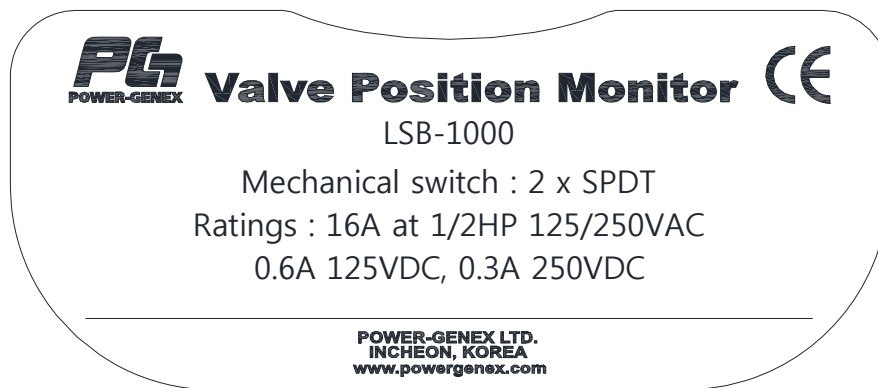 PG
POWER-GENEX
Valve Position Monitor CE
LSB-1000
Mechanical switch : 2 x SPDT
Ratings : 16A at 1/2HP 125/250VAC
0.6A 125VDC, 0.3A 250VDC
POWER-GENEX LTD.
INCHEON, KOREA
www.powergenex.com